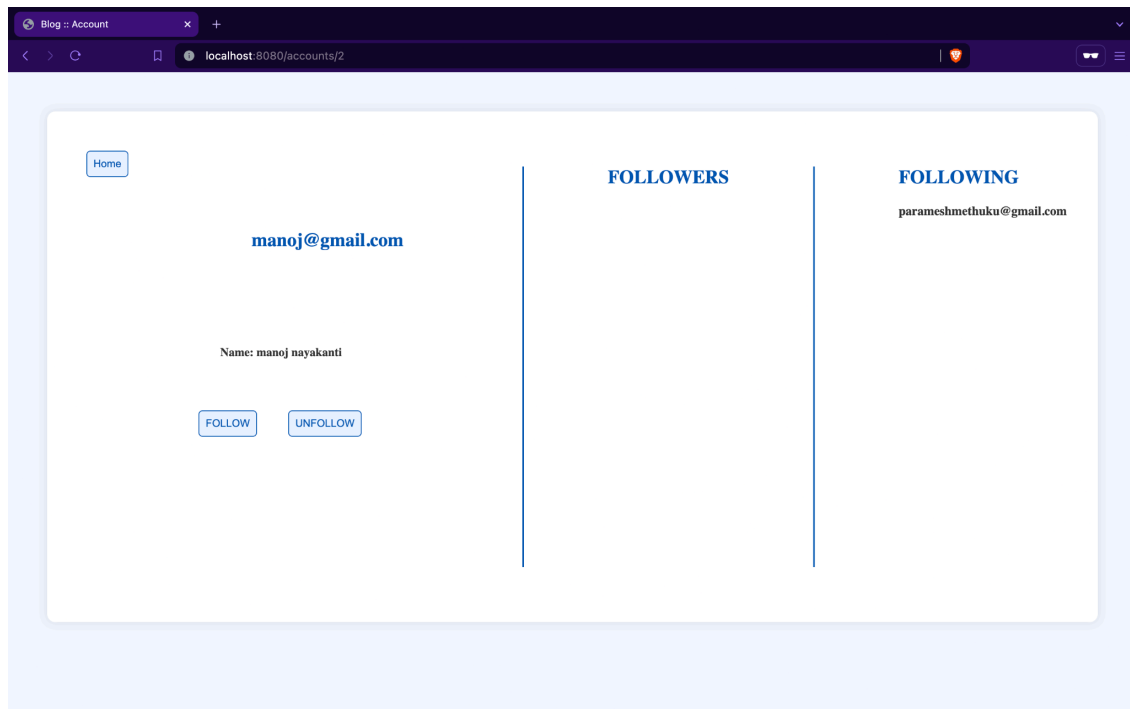 Blog :: Account
localhost:8080/accounts/2
Home
manoj@gmail.com
Name: manoj nayakanti
FOLLOW
UNFOLLOW
FOLLOWERS
FOLLOWING
parameshmethuku@gmail.com